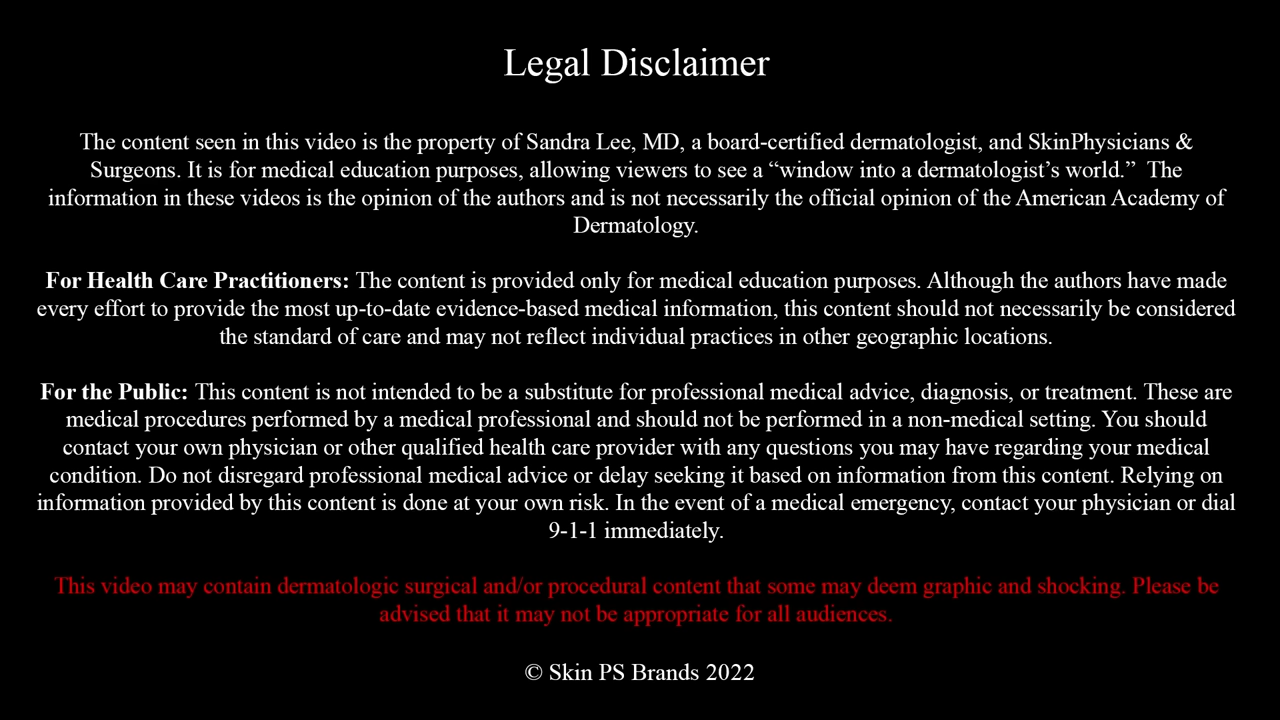 Legal Disclaimer
The content seen in this video is the property of Sandra Lee, MD, a board-certified dermatologist, and SkinPhysicians &
Surgeons. It is for medical education purposes, allowing viewers to see a “window into a dermatologist’s world.”  The
information in these videos is the opinion of the authors and is not necessarily the official opinion of the American Academy of
Dermatology.
For Health Care Practitioners: The content is provided only for medical education purposes. Although the authors have made
every effort to provide the most up-to-date evidence-based medical information, this content should not necessarily be considered
the standard of care and may not reflect individual practices in other geographic locations.
For the Public: This content is not intended to be a substitute for professional medical advice, diagnosis, or treatment. These are
medical procedures performed by a medical professional and should not be performed in a non-medical setting. You should
contact your own physician or other qualified health care provider with any questions you may have regarding your medical
condition. Do not disregard professional medical advice or delay seeking it based on information from this content. Relying on
information provided by this content is done at your own risk. In the event of a medical emergency, contact your physician or dial
9-1-1 immediately.
This video may contain dermatologic surgical and/or procedural content that some may deem graphic and shocking. Please be
advised that it may not be appropriate for all audiences.
© Skin PS Brands 2022